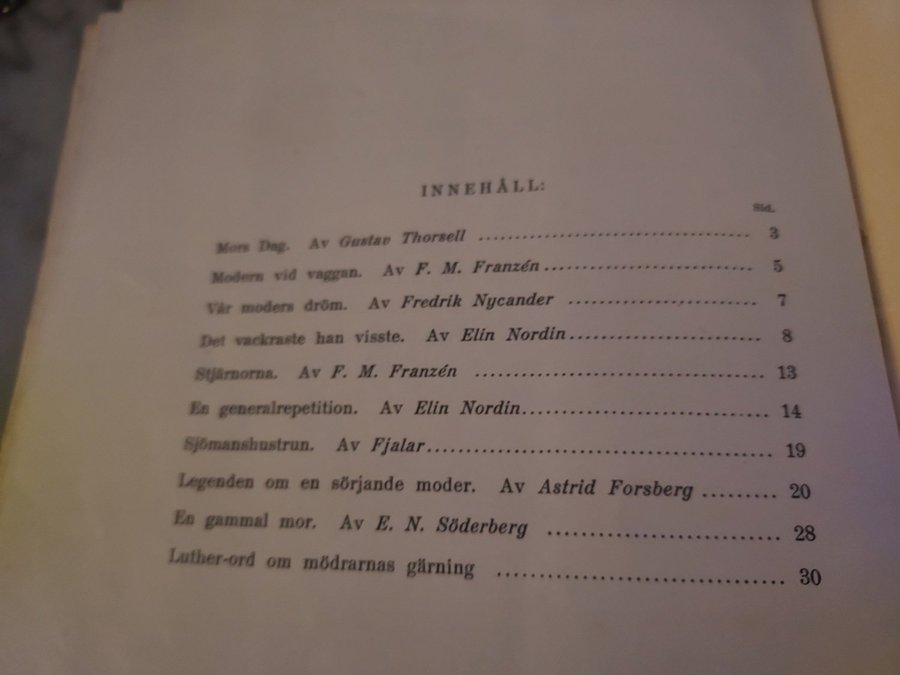 INNEHÅLL:
Sid.
Mors Dag. Av Gustav Thorsell ........................................ 3
Modern vid vaggan. Av F. M. Franzén ............................... 5
Vår moders dröm. Av Fredrik Nycander ............................ 7
Det vackraste han visste. Av Elin Nordin ............................ 8
Stjärnorna. Av F. M. Franzén ........................................ 13
En generalrepetition. Av Elin Nordin ................................. 14
Sjömanshustrun. Av Fjalar ............................................. 19
Legenden om en sörjande moder. Av Astrid Forsberg ......... 20
En gammal mor. Av E. N. Söderberg ............................. 28
Luther-ord om mödrarnas gärning .................................. 30